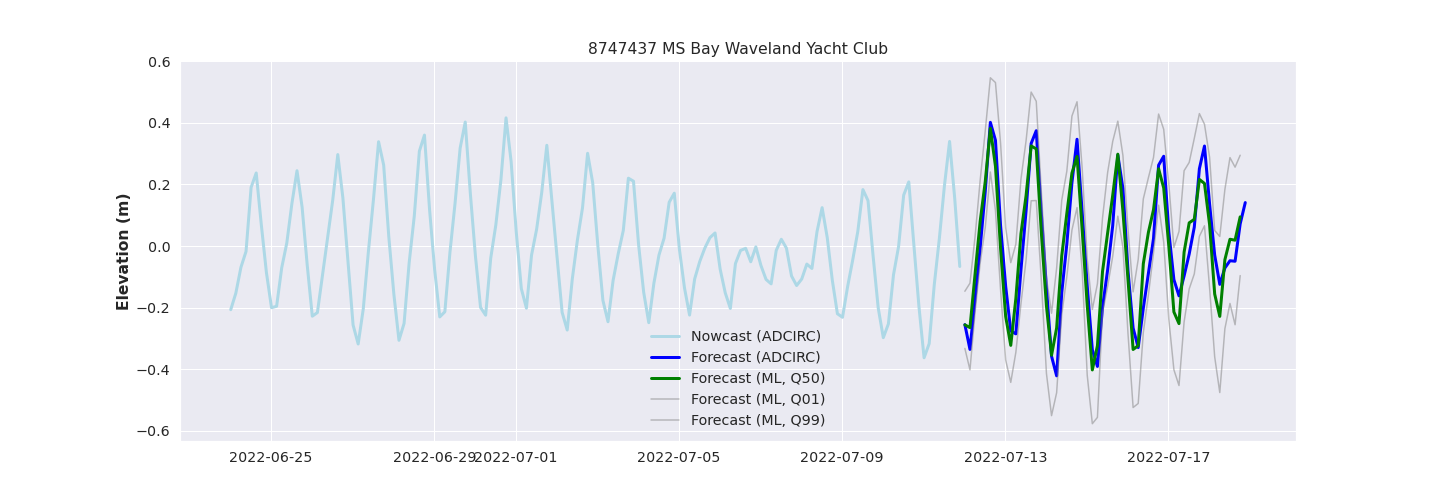 8747437 MS Bay Waveland Yacht Club
Elevation (m)
0.6
0.4
0.2
0.0
−0.2
−0.4
−0.6
Nowcast (ADCIRC)
Forecast (ADCIRC)
Forecast (ML, Q50)
Forecast (ML, Q01)
Forecast (ML, Q99)
2022-06-25 2022-06-29 2022-07-01 2022-07-05 2022-07-09 2022-07-13 2022-07-17